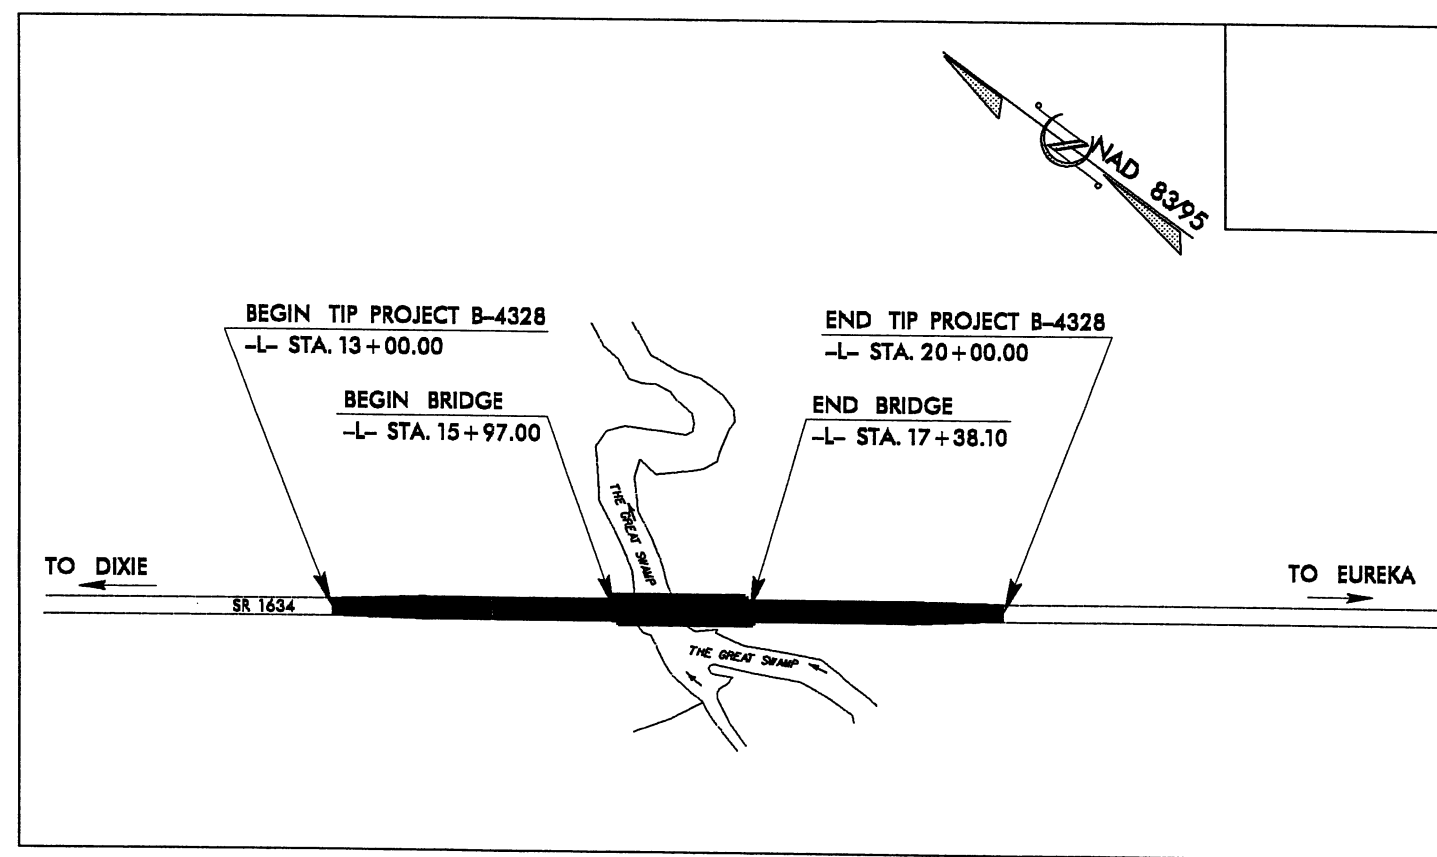 NAD 83/95
BEGIN TIP PROJECT B-4328
-L- STA. 13+00.00
END TIP PROJECT B-4328
-L- STA. 20+00.00
BEGIN BRIDGE
-L- STA. 15+97.00
END BRIDGE
-L- STA. 17+38.10
THE GREAT SWAMP
TO DIXIE
TO EUREKA
SR 1634
THE GREAT SWAMP